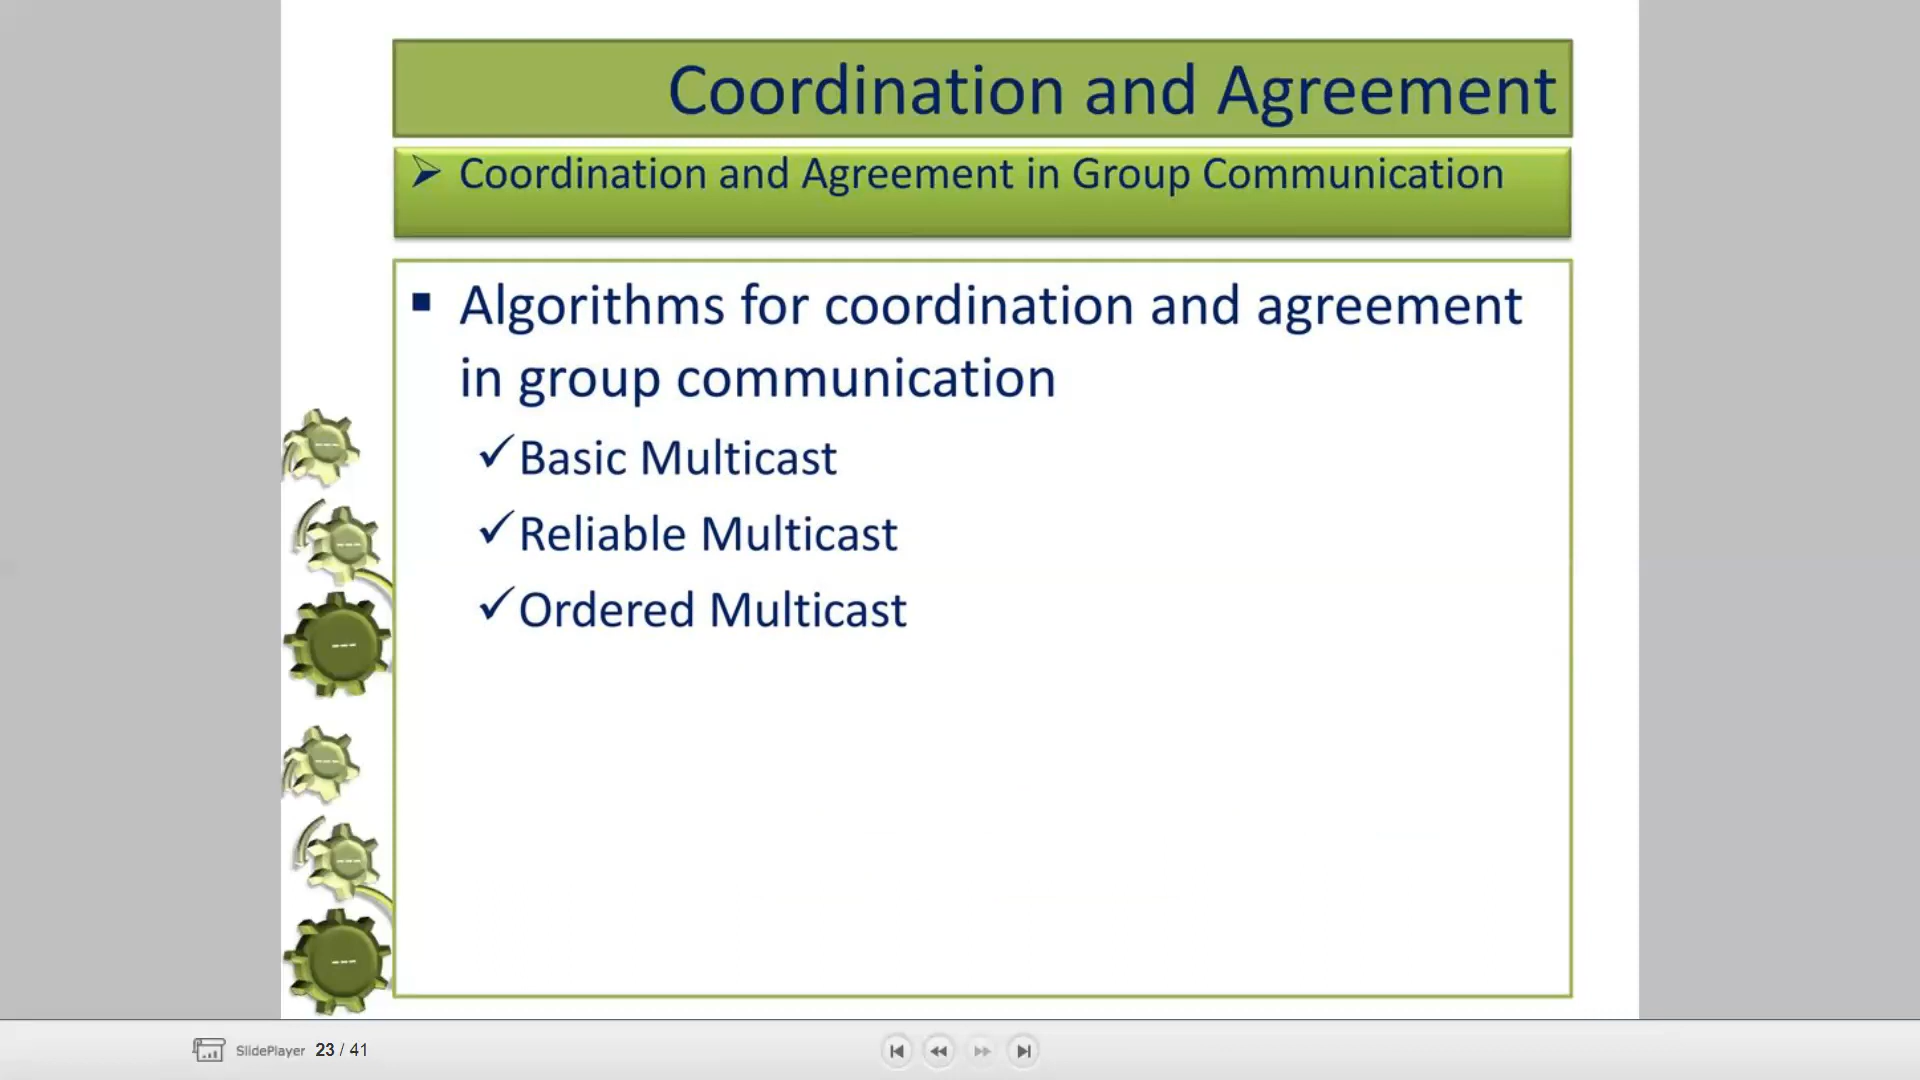 Coordination and Agreement
➢ Coordination and Agreement in Group Communication
▪ Algorithms for coordination and agreement
in group communication
✓Basic Multicast
✓Reliable Multicast
✓Ordered Multicast
---
---
---
---
---
---
SlidePlayer 23 / 41